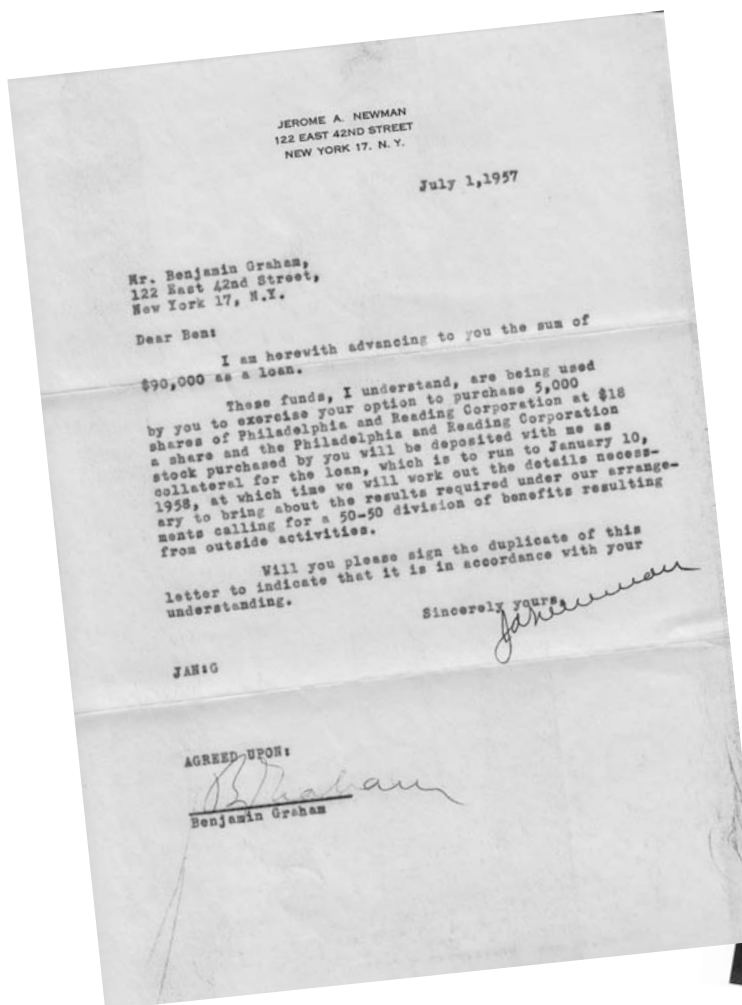 JEROME A. NEWMAN
122 EAST 42ND STREET
NEW YORK 17, N. Y.
July 1,1957
Mr. Benjamin Graham,
122 East 42nd Street,
New York 17, N.Y.
Dear Ben:
I am herewith advancing to you the sum of
$90,000 as a loan.
These funds, I understand, are being used
by you to exercise your option to purchase 5,000
shares of Philadelphia and Reading Corporation at $18
a share and the Philadelphia and Reading Corporation
stock purchased by you will be deposited with me as
collateral for the loan, which is to run to January 10,
1958, at which time we will work out the details necess-
ary to bring about the results required under our arrange-
ments calling for a 50-50 division of benefits resulting
from outside activities.
Will you please sign the duplicate of this
letter to indicate that it is in accordance with your
understanding.
Sincerely yours,
JANewman
JAN:G
AGREED UPON:
BGraham
Benjamin Graham